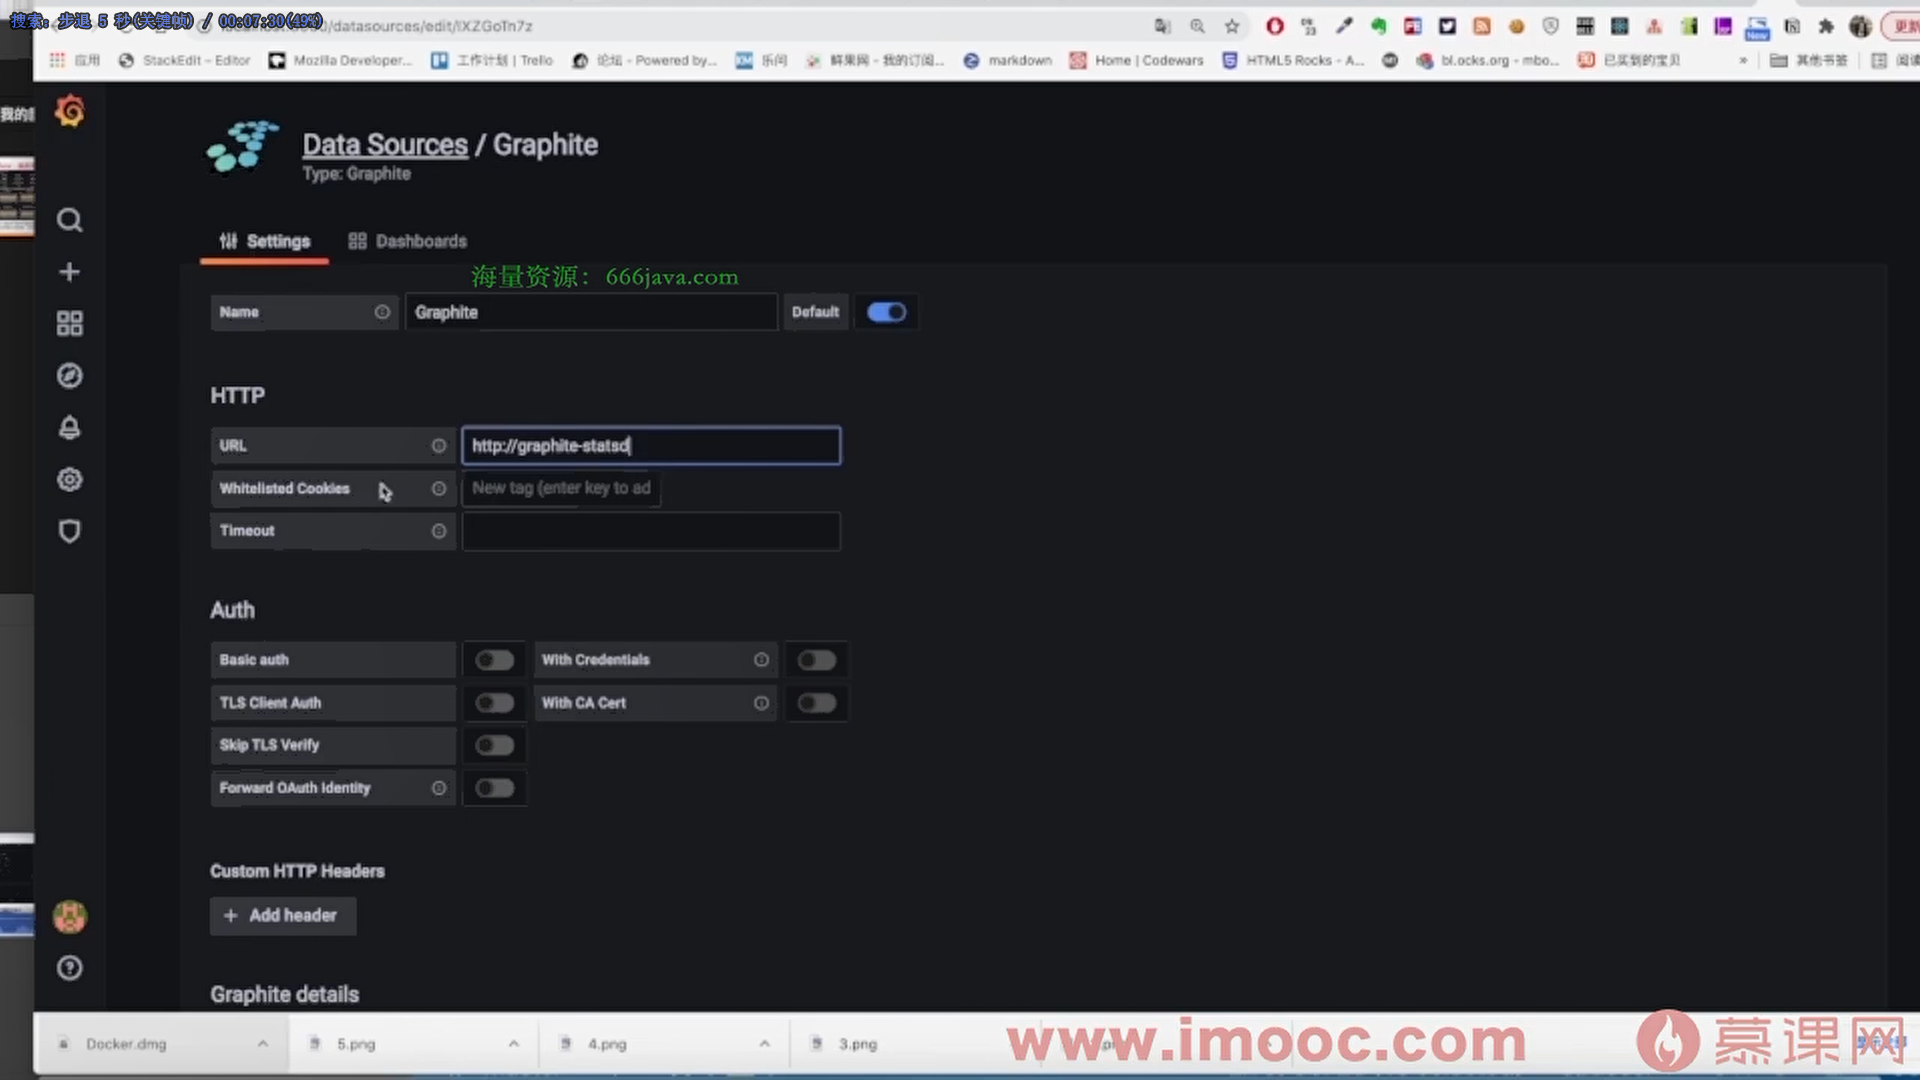 搜索: 步退 5 秒(关键帧) / 00:07:30(49%)
/datasources/edit/IXZGoTn7z
应用 StackEdit – Editor Mozilla Developer... 工作计划 | Trello 论坛 - Powered by... 乐问 鲜果网 - 我的订阅... markdown Home | Codewars HTML5 Rocks - A... bl.ocks.org - mbo... 已买到的宝贝 » 其他书签
Data Sources / Graphite
Type: Graphite
Settings Dashboards
海量资源：666java.com
Name Graphite Default
HTTP
URL http://graphite-statsd
Whitelisted Cookies New tag (enter key to ad
Timeout
Auth
Basic auth With Credentials
TLS Client Auth With CA Cert
Skip TLS Verify
Forward OAuth Identity
Custom HTTP Headers
+ Add header
Graphite details
Docker.dmg 5.png 4.png 3.png
www.imooc.com 慕课网